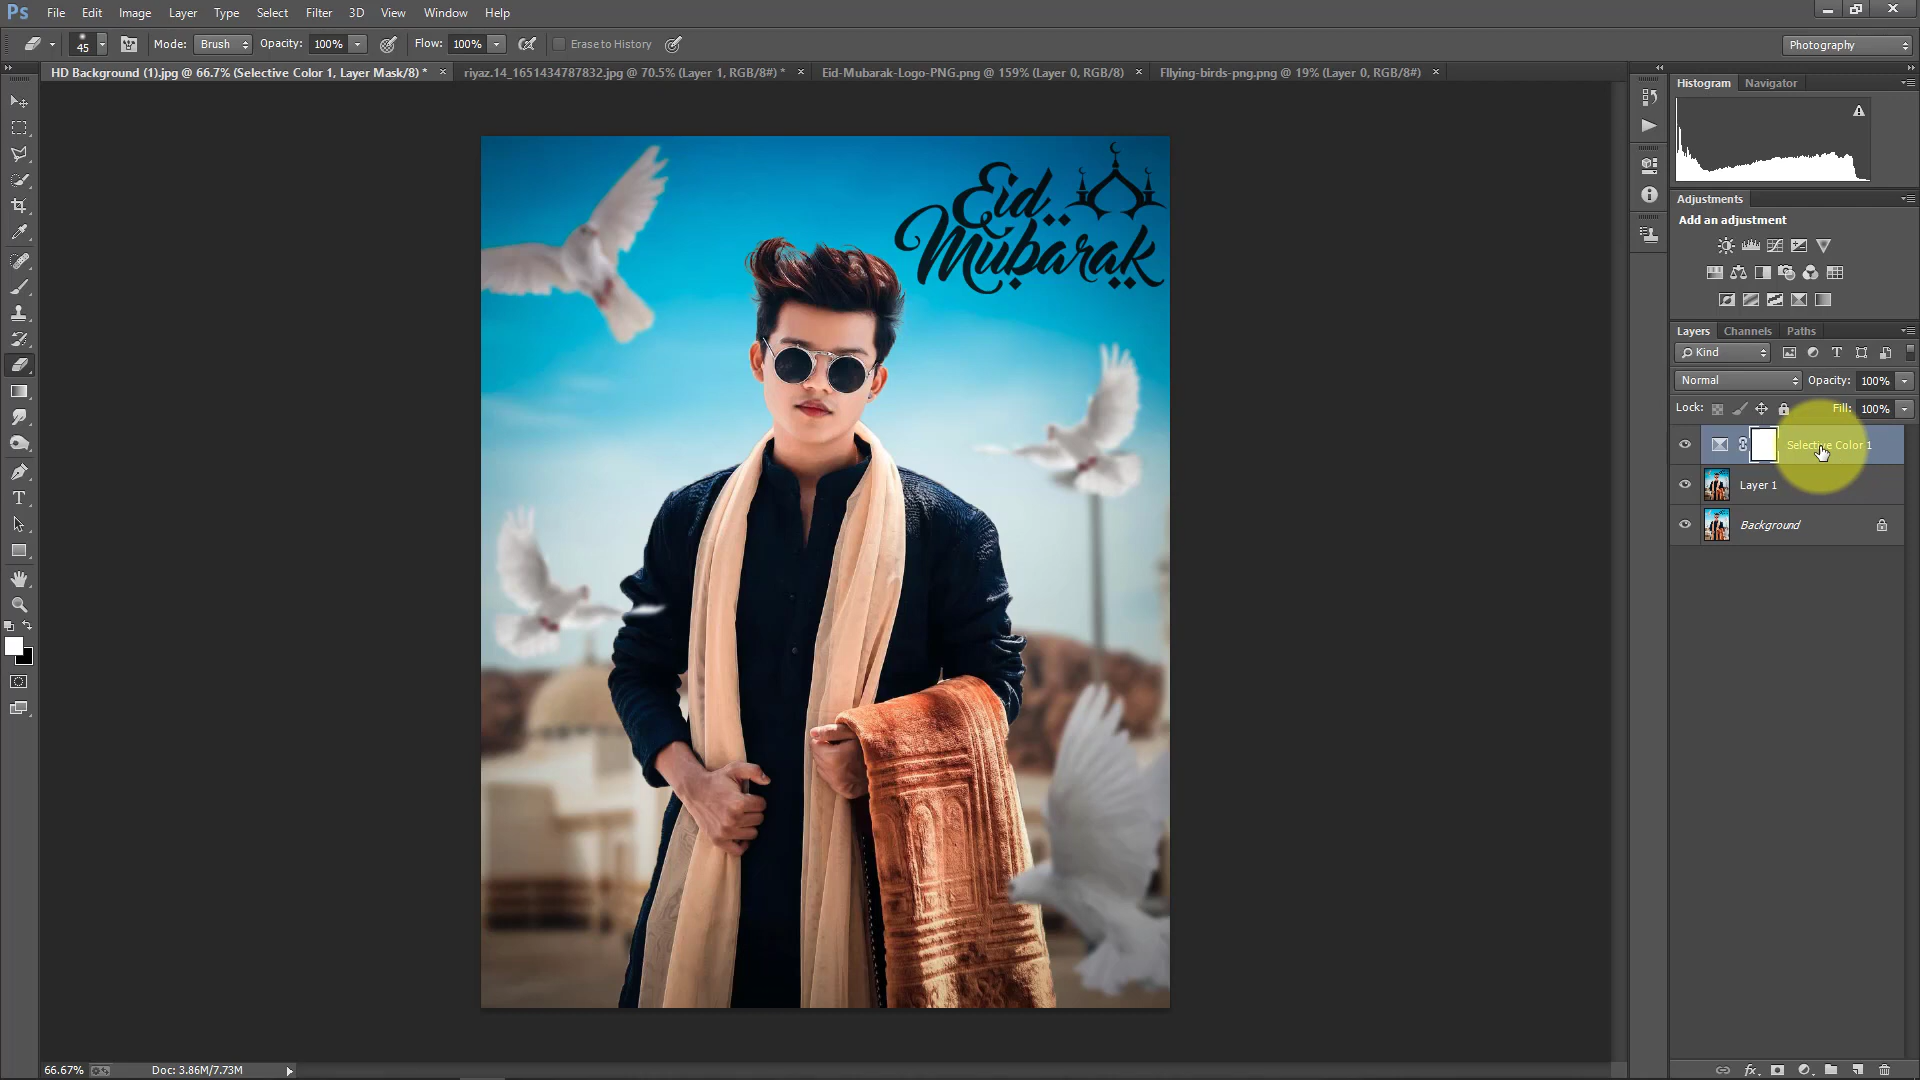 Ps File Edit Image Layer Type Select Filter 3D View Window Help
45 Mode: Brush Opacity: 100% Flow: 100% Erase to History Photography
HD Background (1).jpg @ 66.7% (Selective Color 1, Layer Mask/8) * × riyaz.14_1651434787832.jpg @ 70.5% (Layer 1, RGB/8#) * × Eid-Mubarak-Logo-PNG.png @ 159% (Layer 0, RGB/8) × FIlying-birds-png.png @ 19% (Layer 0, RGB/8#) ×
Histogram Navigator
Adjustments
Add an adjustment
Layers Channels Paths
Kind
Normal Opacity: 100%
Lock: Fill: 100%
Selective Color 1
Layer 1
Background
Eid
Mubarak
66.67% Doc: 3.86M/7.73M